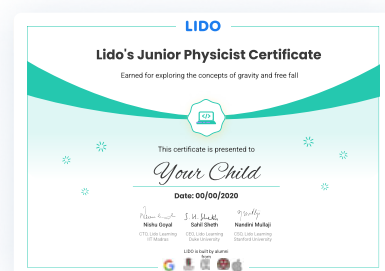 LIDO
Lido's Junior Physicist Certificate
Earned for exploring the concepts of gravity and free fall
This certificate is presented to
Your Child
Date: 00/00/2020
Nishu Goyal Sahil Sheth Nandini Mullaji
CTO, Lido Learning CEO, Lido Learning CSO, Lido Learning
IIT Madras Duke University Stanford University
LIDO is built by alumni
from